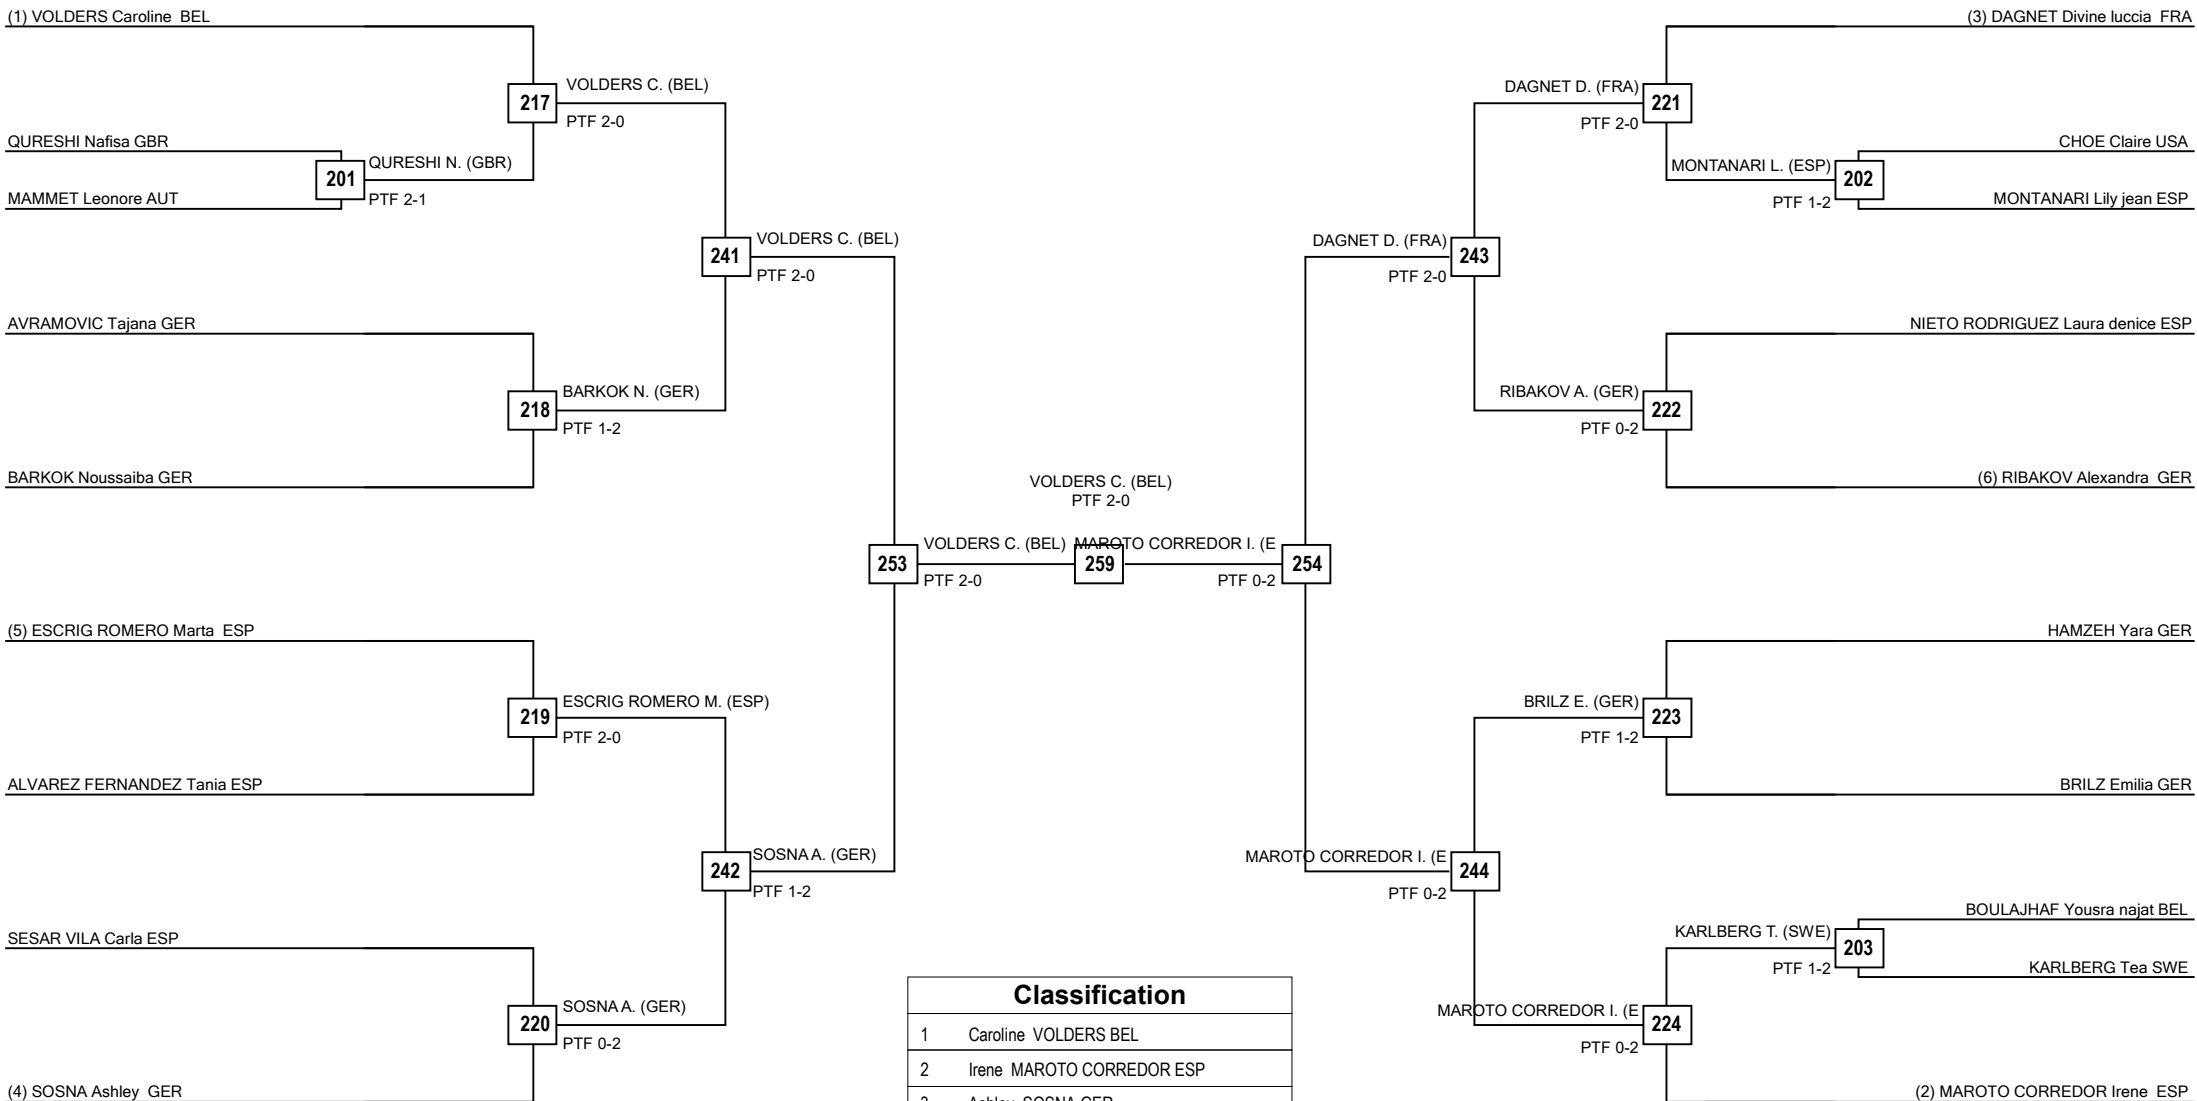 (1) VOLDERS Caroline  BEL
(3) DAGNET Divine luccia  FRA
217
VOLDERS C. (BEL)
PTF 2-0
DAGNET D. (FRA)
PTF 2-0
221
QURESHI Nafisa GBR
201
QURESHI N. (GBR)
PTF 2-1
MAMMET Leonore AUT
CHOE Claire USA
MONTANARI L. (ESP)
PTF 1-2
202
MONTANARI Lily jean ESP
241
VOLDERS C. (BEL)
PTF 2-0
DAGNET D. (FRA)
PTF 2-0
243
AVRAMOVIC Tajana GER
NIETO RODRIGUEZ Laura denice ESP
218
BARKOK N. (GER)
PTF 1-2
RIBAKOV A. (GER)
PTF 0-2
222
BARKOK Noussaiba GER
(6) RIBAKOV Alexandra  GER
VOLDERS C. (BEL)
PTF 2-0
253
VOLDERS C. (BEL)
PTF 2-0
259
MAROTO CORREDOR I. (E
PTF 0-2
254
(5) ESCRIG ROMERO Marta  ESP
HAMZEH Yara GER
219
ESCRIG ROMERO M. (ESP)
PTF 2-0
BRILZ E. (GER)
PTF 1-2
223
ALVAREZ FERNANDEZ Tania ESP
BRILZ Emilia GER
242
SOSNA A. (GER)
PTF 1-2
MAROTO CORREDOR I. (E
PTF 0-2
244
SESAR VILA Carla ESP
BOULAJHAF Yousra najat BEL
KARLBERG T. (SWE)
PTF 1-2
203
KARLBERG Tea SWE
220
SOSNA A. (GER)
PTF 0-2
MAROTO CORREDOR I. (E
PTF 0-2
224
(4) SOSNA Ashley  GER
(2) MAROTO CORREDOR Irene  ESP
Classification
1 Caroline  VOLDERS BEL
2 Irene  MAROTO CORREDOR ESP
3 Ashley  SOSNA GER